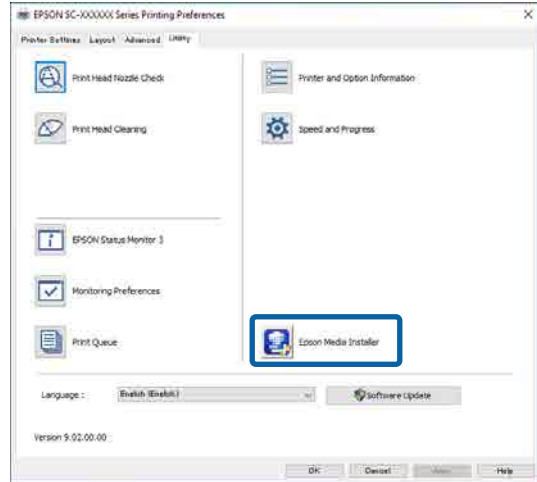 EPSON SC-XXXXXX Series Printing Preferences
Printer Settings Layout Advanced Utility
Print Head Nozzle Check
Printer and Option Information
Print Head Cleaning
Speed and Progress
EPSON Status Monitor 3
Monitoring Preferences
Print Queue
Epson Media Installer
Language :
English (English)
Software Update
Version 9.02.00.00
OK Cancel Help